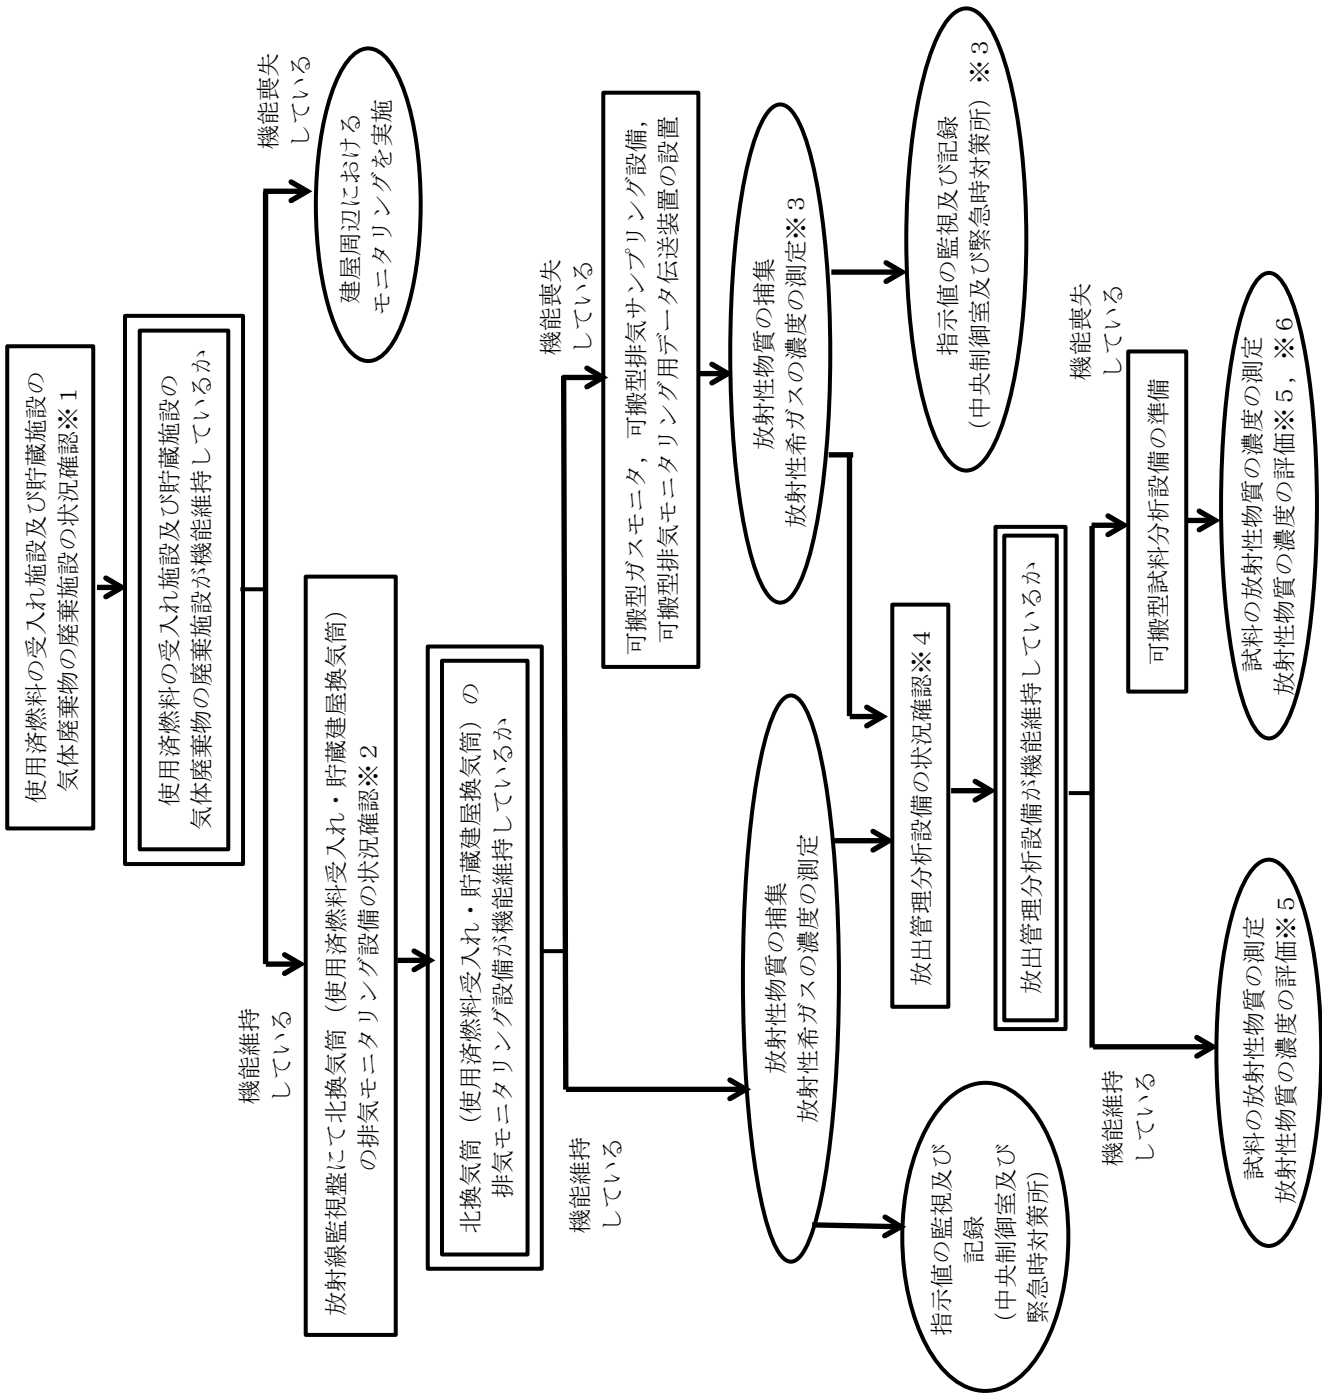 使用済燃料の受入れ施設及び貯蔵施設の
気体廃棄物の廃棄施設の状況確認※1
使用済燃料の受入れ施設及び貯蔵施設の
気体廃棄物の廃棄施設が機能維持しているか
機能喪失
している
建屋周辺における
モニタリングを実施
機能維持
している
放射線監視盤にて北換気筒（使用済燃料受入れ・貯蔵建屋換気筒）
の排気モニタリング設備の状況確認※2
北換気筒（使用済燃料受入れ・貯蔵建屋換気筒）の
排気モニタリング設備が機能維持しているか
機能喪失
している
可搬型ガスモニタ，可搬型排気サンプリング設備，
可搬型排気モニタリング用データ伝送装置の設置
機能維持
している
放射性物質の捕集
放射性希ガスの濃度の測定
放射性物質の捕集
放射性希ガスの濃度の測定※3
指示値の監視及び
記録
(中央制御室及び
緊急時対策所)
指示値の監視及び記録
(中央制御室及び緊急時対策所）※3
放出管理分析設備の状況確認※4
放出管理分析設備が機能維持しているか
機能維持
している
機能喪失
している
可搬型試料分析設備の準備
試料の放射性物質の測定
放射性物質の濃度の評価※5
試料の放射性物質の濃度の測定
放射性物質の濃度の評価※5，※6